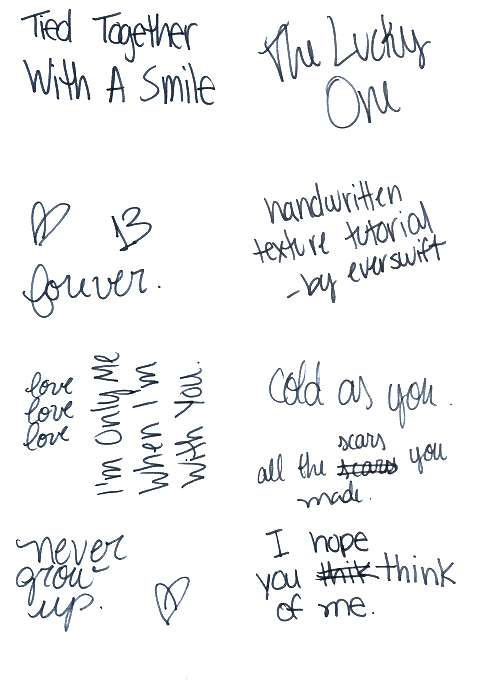 Tied Together
With A Smile
The Lucky
One
13
forever.
handwritten
texture tutorial
-by everswift
love
love
love
I'm Only Me
When I'm
With You.
cold as you.
scars
all the scars you
made.
never
grow
up.
I hope
you thik think
of me.